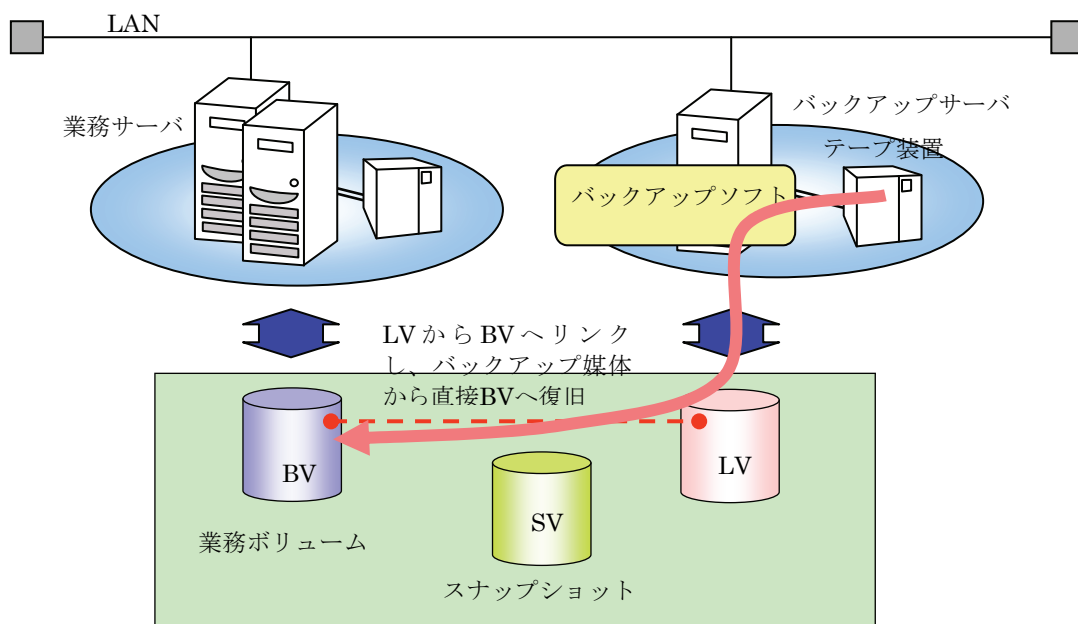 LAN
業務サーバ
バックアップサーバ
テープ装置
バックアップソフト
LVからBVへリンク
し、バックアップ媒体
から直接BVへ復旧
BV
LV
SV
業務ボリューム
スナップショット